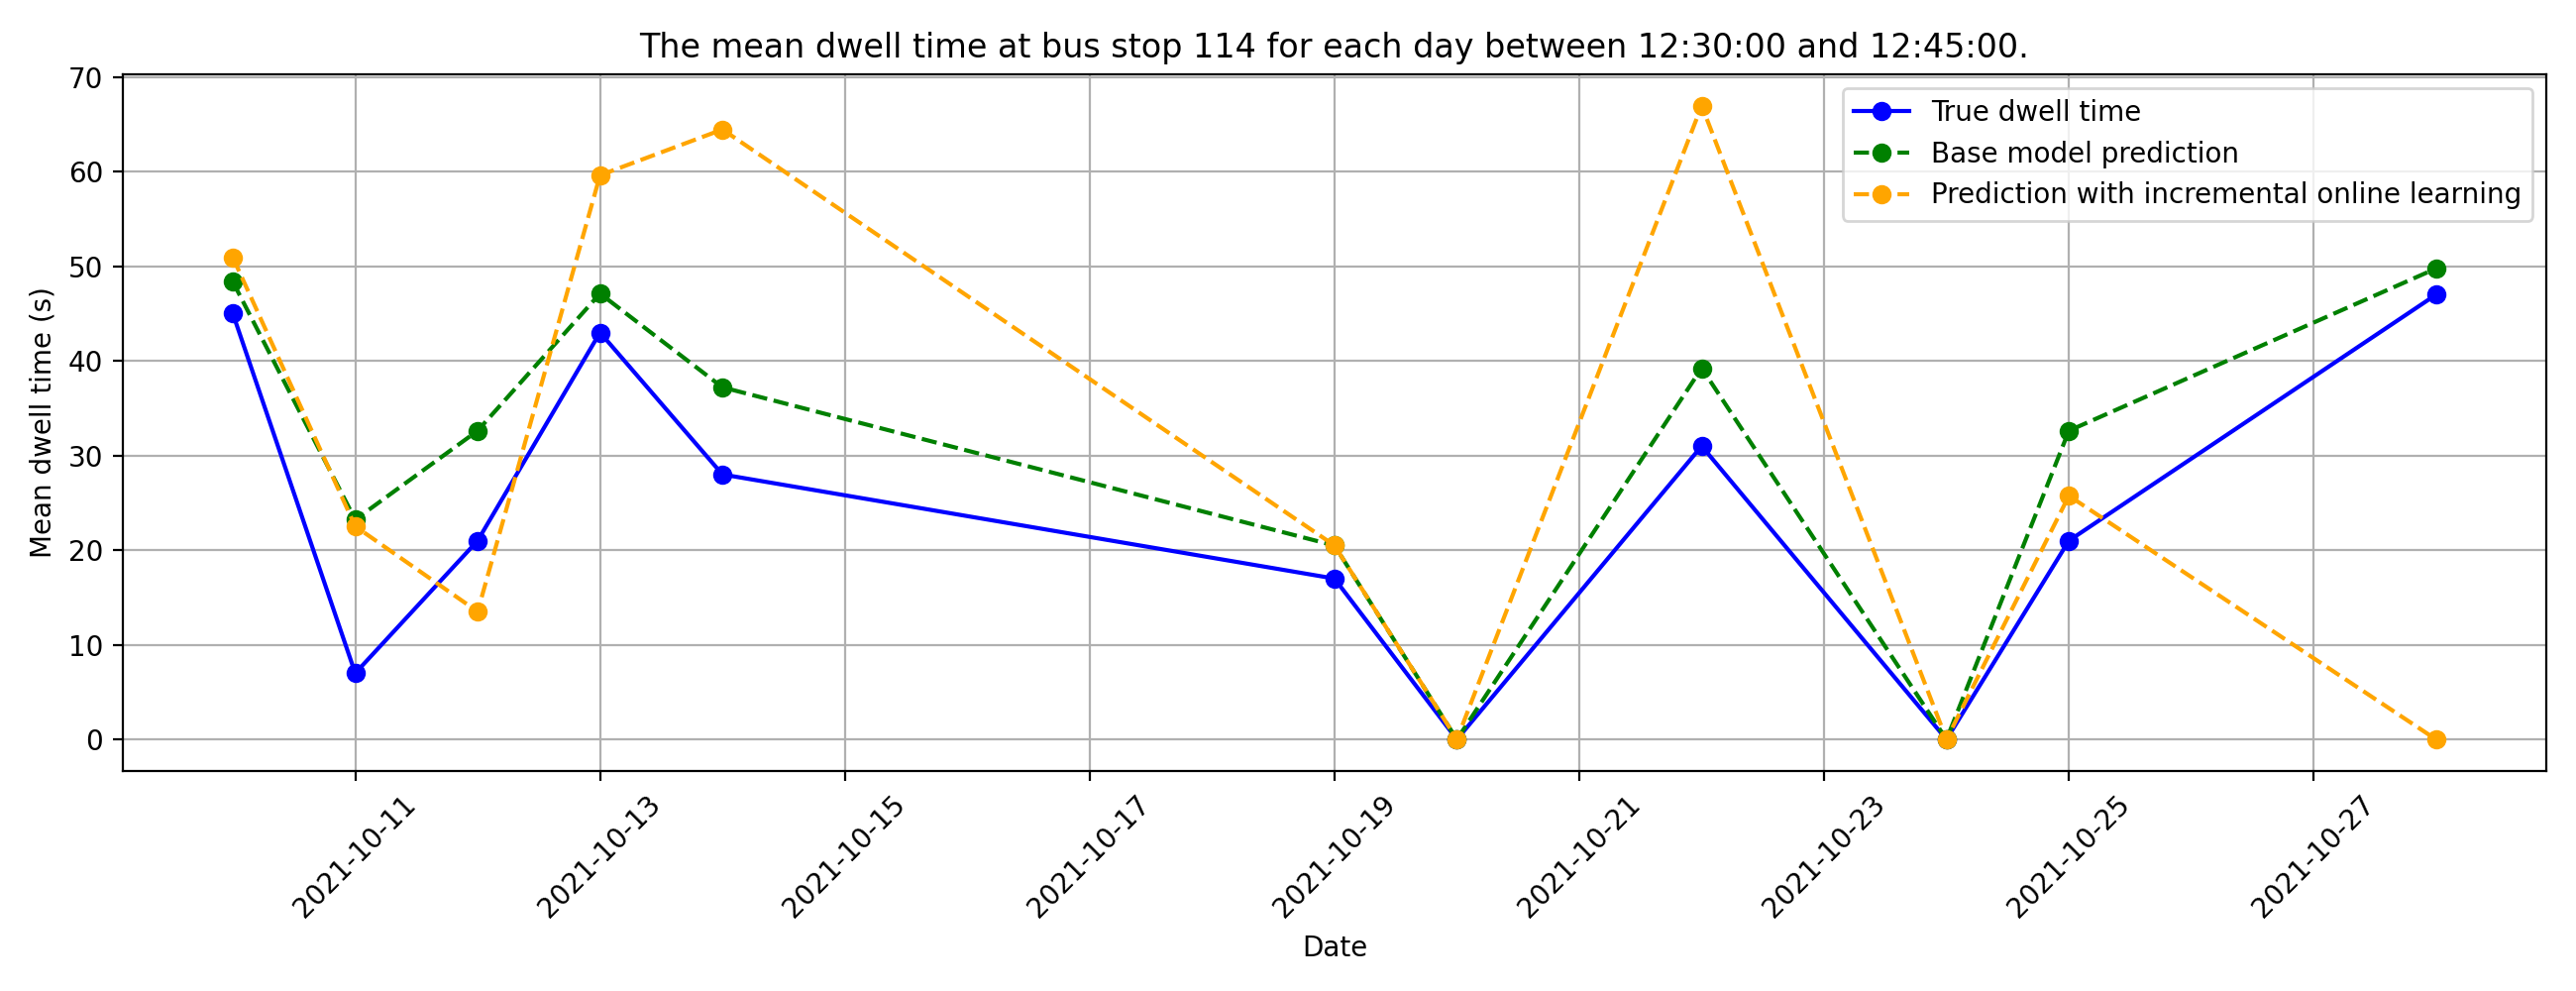 The mean dwell time at bus stop 114 for each day between 12:30:00 and 12:45:00.
True dwell time
Base model prediction
Prediction with incremental online learning
Mean dwell time (s)
70
60
50
40
30
20
10
0
2021-10-11
2021-10-13
2021-10-15
2021-10-17
2021-10-19
2021-10-21
2021-10-23
2021-10-25
2021-10-27
Date